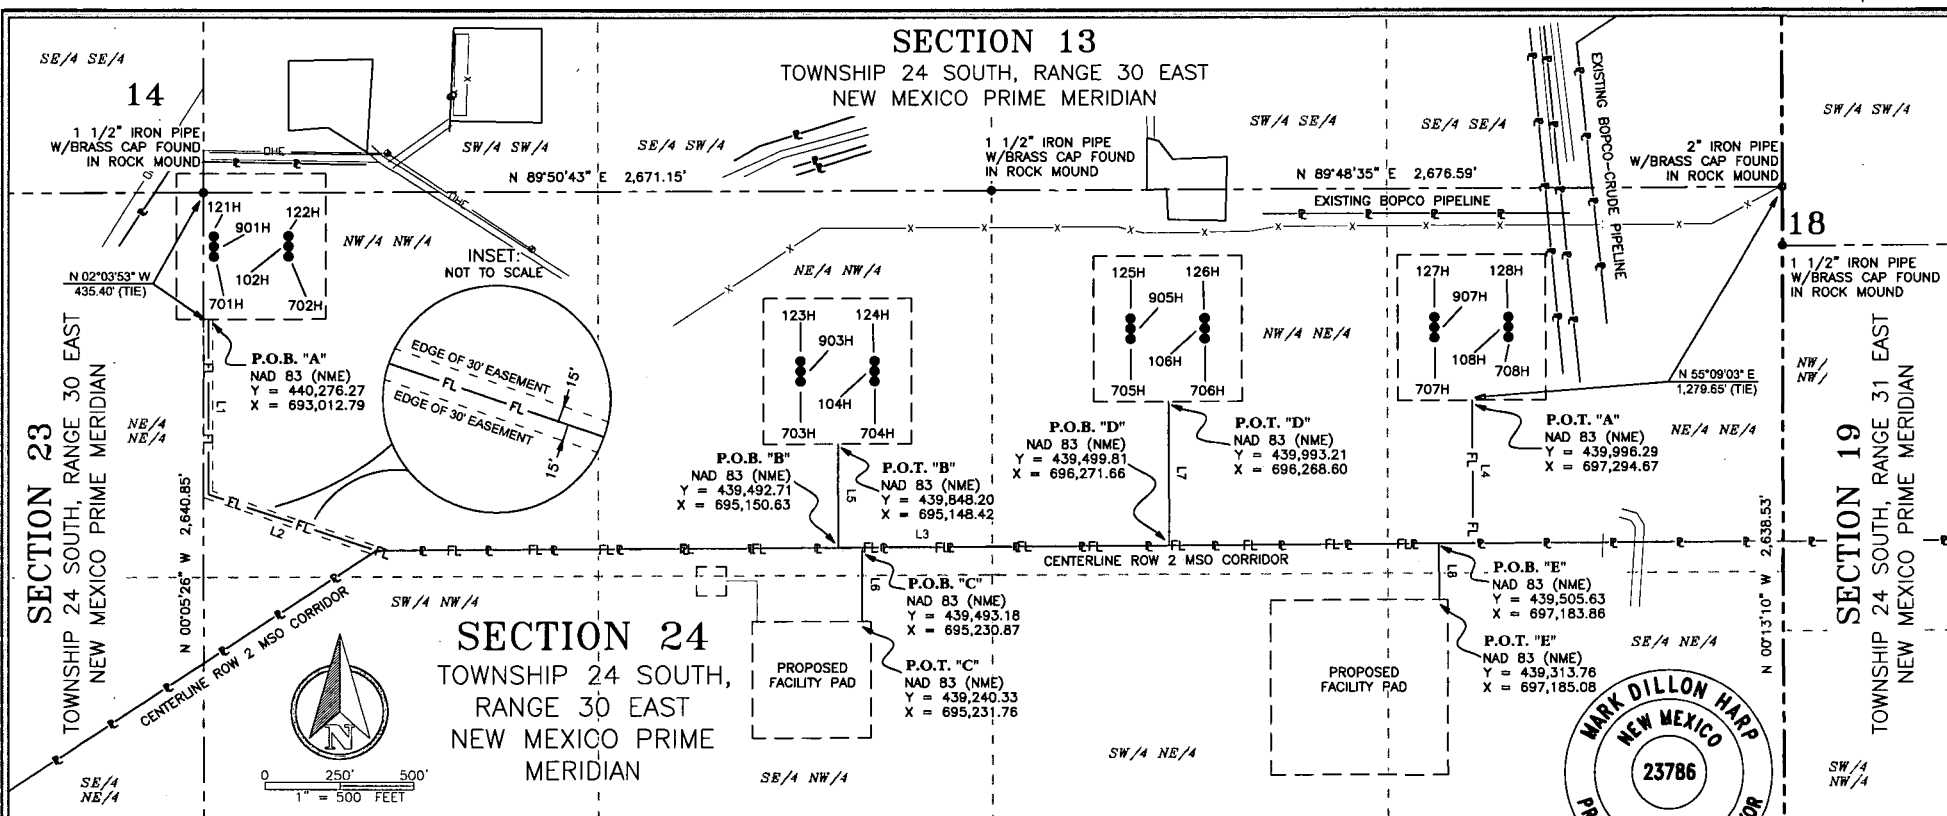 SECTION 13
TOWNSHIP 24 SOUTH, RANGE 30 EAST
NEW MEXICO PRIME MERIDIAN
SE/4 SE/4
14
1 1/2" IRON PIPE
W/BRASS CAP FOUND
IN ROCK MOUND
OHE
OHE
SW/4 SW/4
SE/4 SW/4
1 1/2" IRON PIPE
W/BRASS CAP FOUND
IN ROCK MOUND
SW/4 SE/4
SE/4 SE/4
EXISTING BOPCO-CRUDE PIPELINE
2" IRON PIPE
W/BRASS CAP FOUND
IN ROCK MOUND
SW/4 SW/4
N 89°50'43" E 2,671.15'
N 89°48'35" E 2,676.59'
EXISTING BOPCO PIPELINE
18
1 1/2" IRON PIPE
W/BRASS CAP FOUND
IN ROCK MOUND
121H
901H
122H
102H
701H
702H
NW/4 NW/4
N 02°03'53" W
435.40' (TIE)
INSET:
NOT TO SCALE
EDGE OF 30' EASEMENT
FL
FL
EDGE OF 30' EASEMENT
15'
15'
NE/4 NW/4
123H
124H
903H
104H
703H
704H
125H
126H
905H
106H
705H
706H
NW/4 NE/4
127H
128H
907H
108H
708H
707H
N 55°09'03" E
1,279.65' (TIE)
NW/
NW/
P.O.B. "A"
NAD 83 (NME)
Y = 440,276.27
X = 693,012.79
L1
NE/4
NE/4
P.O.B. "B"
NAD 83 (NME)
Y = 439,492.71
X = 695,150.63
P.O.T. "B"
NAD 83 (NME)
Y = 439,848.20
X = 695,148.42
L5
P.O.B. "D"
NAD 83 (NME)
Y = 439,499.81
X = 696,271.66
P.O.T. "D"
NAD 83 (NME)
Y = 439,993.21
X = 696,268.60
L7
P.O.T. "A"
NAD 83 (NME)
Y = 439,996.29
X = 697,294.67
L4
NE/4 NE/4
SECTION 23
TOWNSHIP 24 SOUTH, RANGE 30 EAST
NEW MEXICO PRIME MERIDIAN
N 00°05'26" W 2,640.85'
L2
L3
CENTERLINE ROW 2 MSO CORRIDOR
N 00°13'10" W 2,638.53'
SECTION 19
TOWNSHIP 24 SOUTH, RANGE 31 EAST
NEW MEXICO PRIME MERIDIAN
CENTERLINE ROW 2 MSO CORRIDOR
SW/4 NW/4
L6
P.O.B. "C"
NAD 83 (NME)
Y = 439,493.18
X = 695,230.87
P.O.T. "C"
NAD 83 (NME)
Y = 439,240.33
X = 695,231.76
L8
P.O.B. "E"
NAD 83 (NME)
Y = 439,505.63
X = 697,183.86
P.O.T. "E"
NAD 83 (NME)
Y = 439,313.76
X = 697,185.08
SE/4 NE/4
SECTION 24
TOWNSHIP 24 SOUTH,
RANGE 30 EAST
NEW MEXICO PRIME
MERIDIAN
PROPOSED
FACILITY PAD
PROPOSED
FACILITY PAD
N
0 250' 500'
1" = 500 FEET
SE/4
NE/4
SE/4 NW/4
SW/4 NE/4
MARK DILLON HARP
NEW MEXICO
23786
SW/4
NW/4